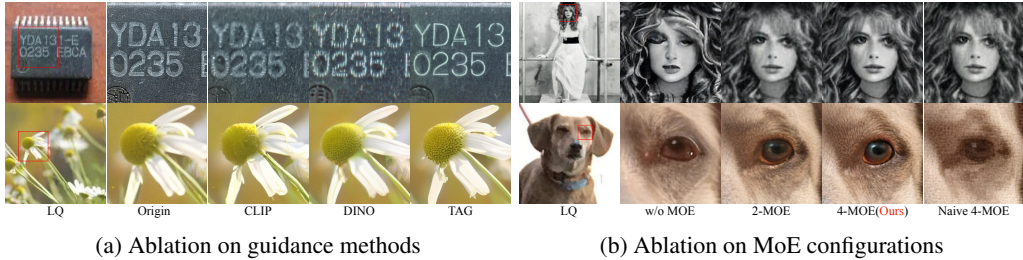 YDA131-E
0235 EBCA
YDA13
0235
YDA13
0235
YDA13
0235
YDA13
0235
LQ Origin CLIP DINO TAG
LQ w/o MOE 2-MOE 4-MOE(Ours) Naive 4-MOE
(a) Ablation on guidance methods
(b) Ablation on MoE configurations